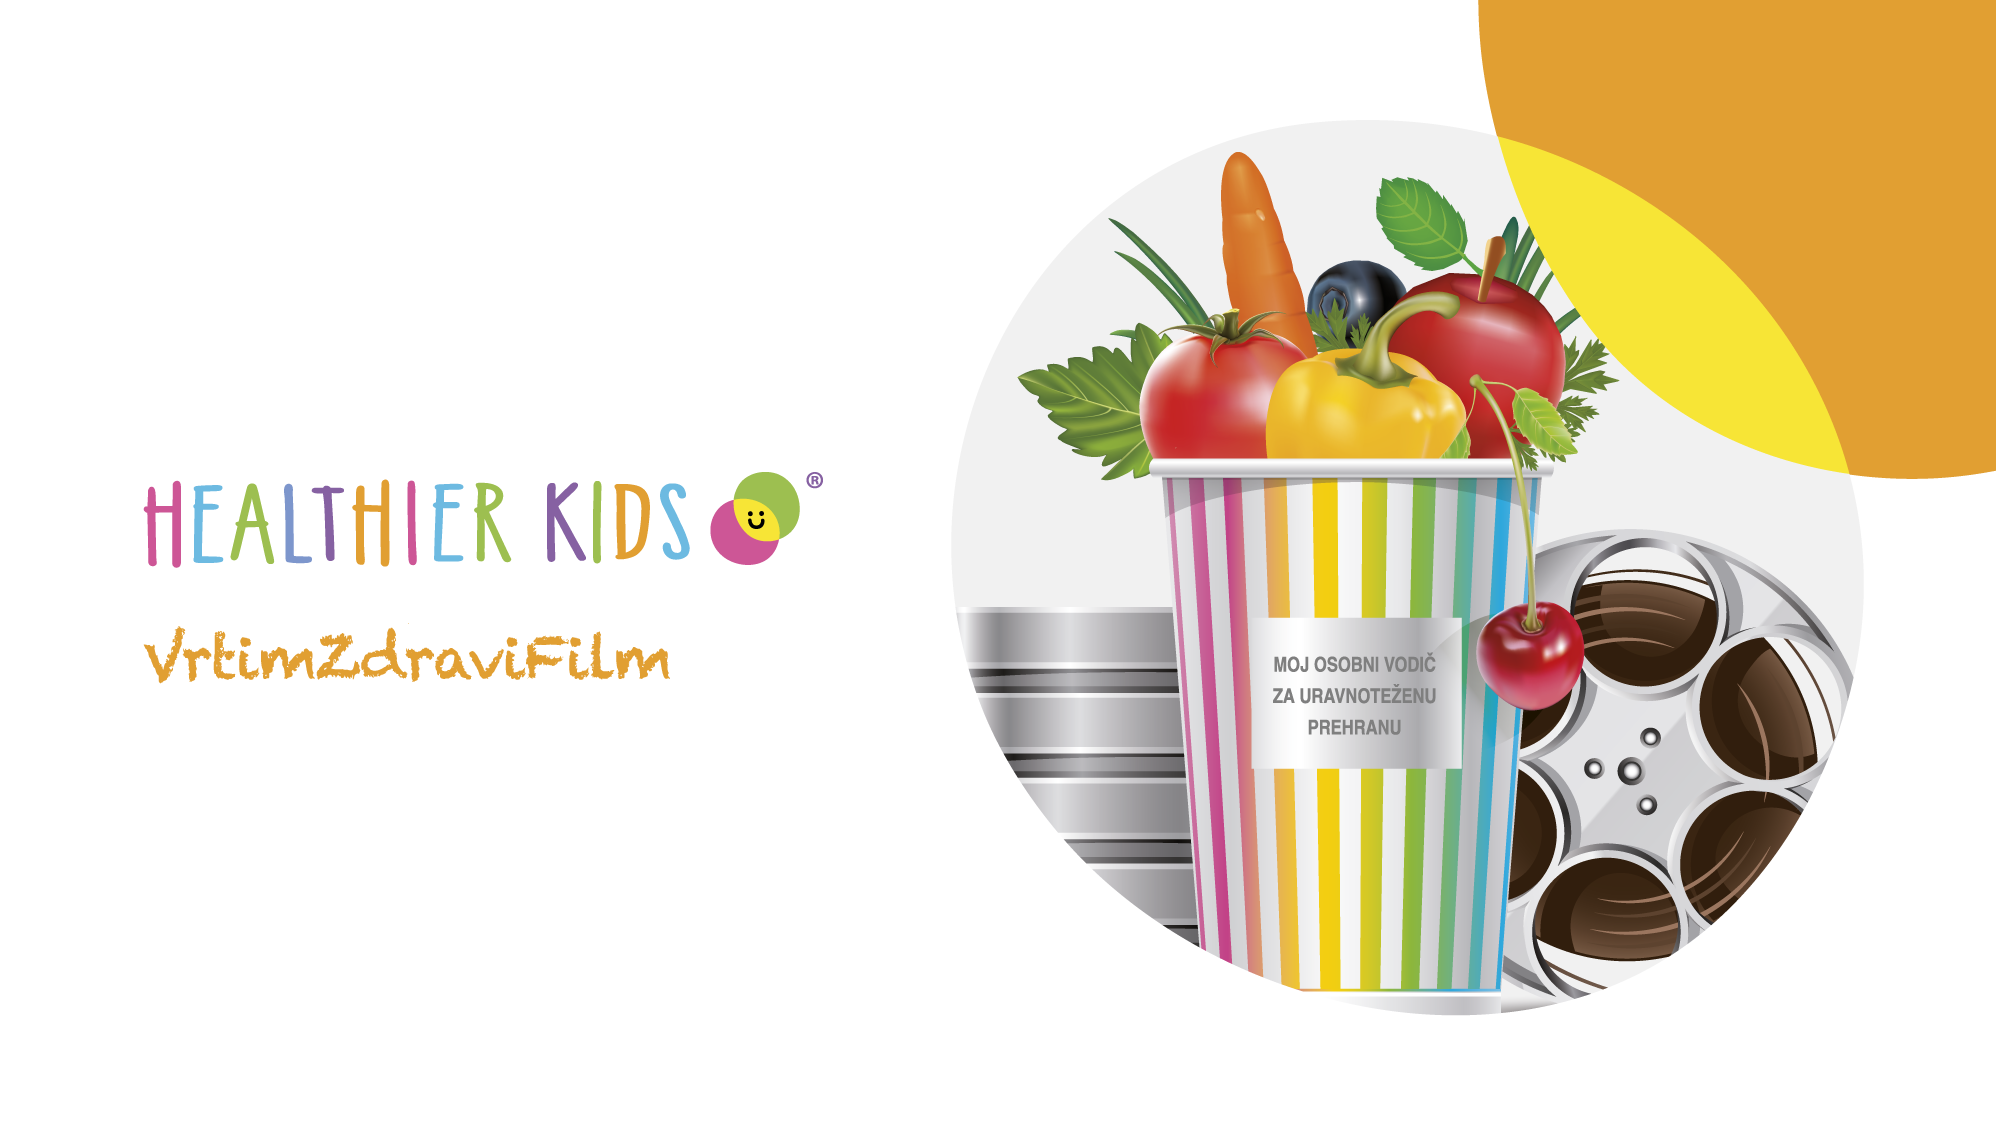 HEALTHIER KIDS ®
VrtimZdraviFilm
MOJ OSOBNI VODIČ
ZA URAVNOTEŽENU
PREHRANU